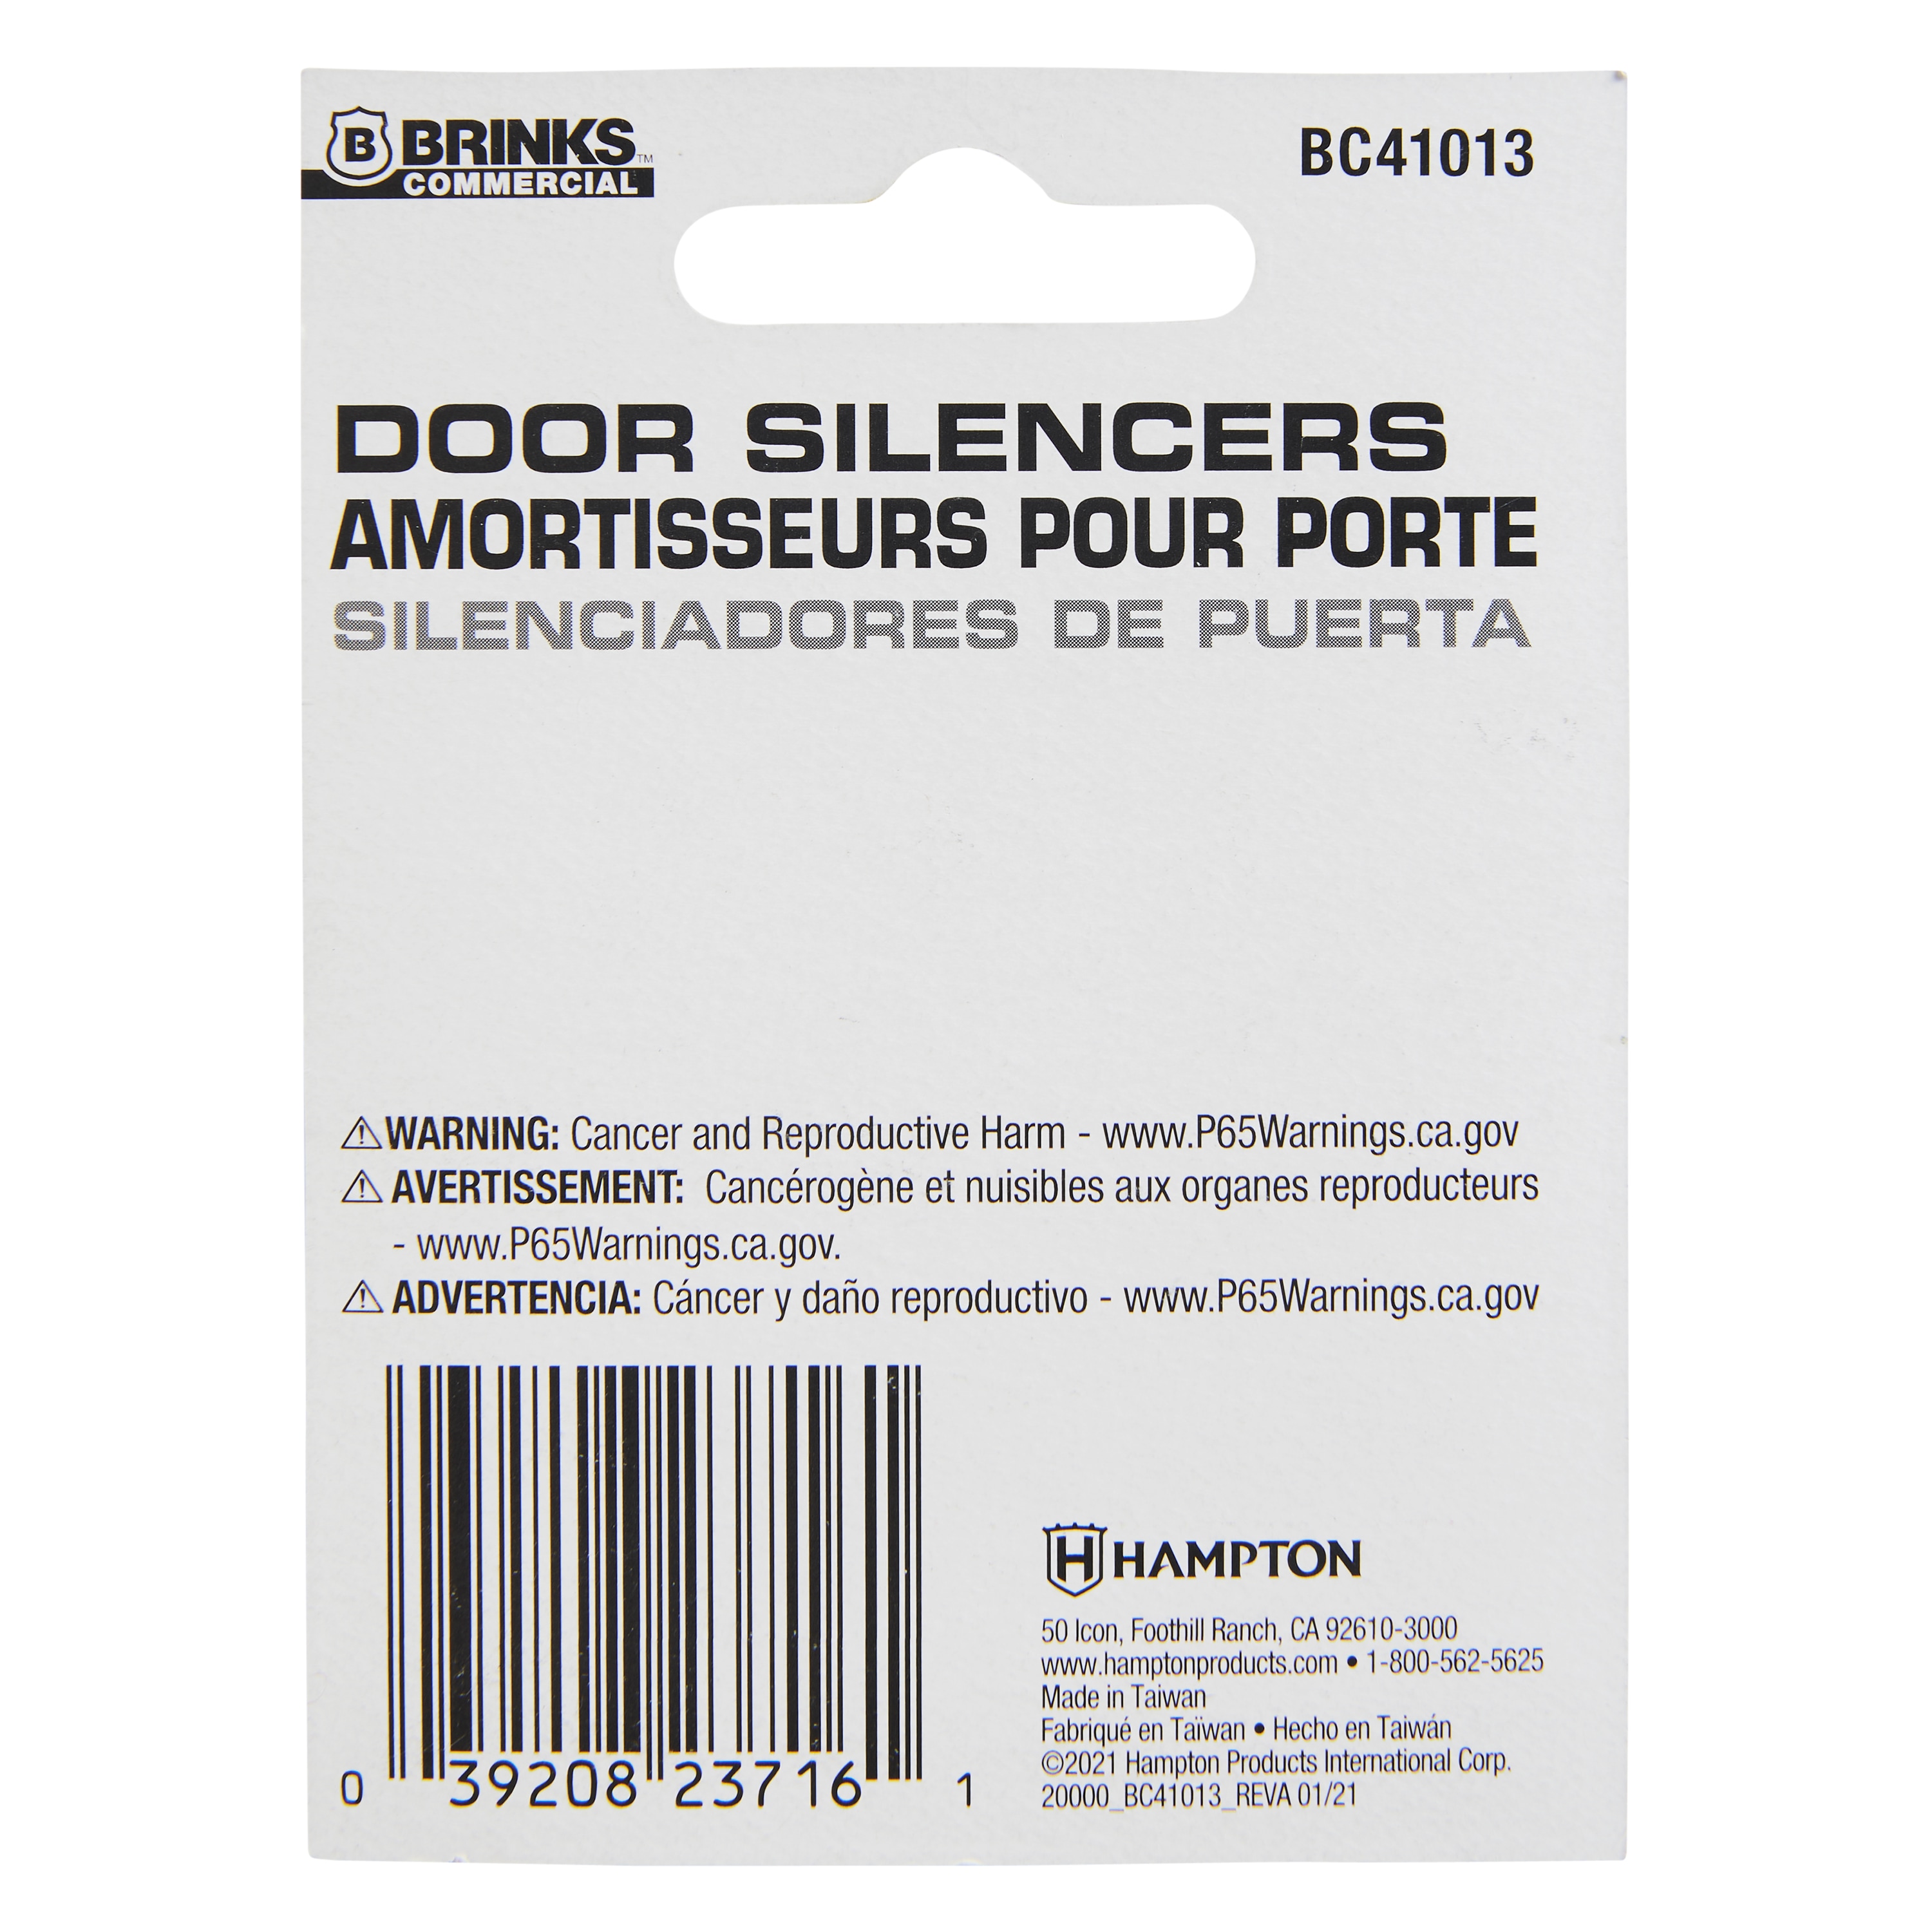 B BRINKS™
COMMERCIAL
BC41013
DOOR SILENCERS
AMORTISSEURS POUR PORTE
SILENCIADORES DE PUERTA
⚠WARNING: Cancer and Reproductive Harm - www.P65Warnings.ca.gov
⚠ AVERTISSEMENT: Cancérogène et nuisibles aux organes reproducteurs
- www.P65Warnings.ca.gov.
⚠ ADVERTENCIA: Cáncer y daño reproductivo - www.P65Warnings.ca.gov
0 39208 23716 1
H HAMPTON
50 Icon, Foothill Ranch, CA 92610-3000
www.hamptonproducts.com • 1-800-562-5625
Made in Taiwan
Fabriqué en Taïwan • Hecho en Taiwán
©2021 Hampton Products International Corp.
20000_BC41013_REVA 01/21